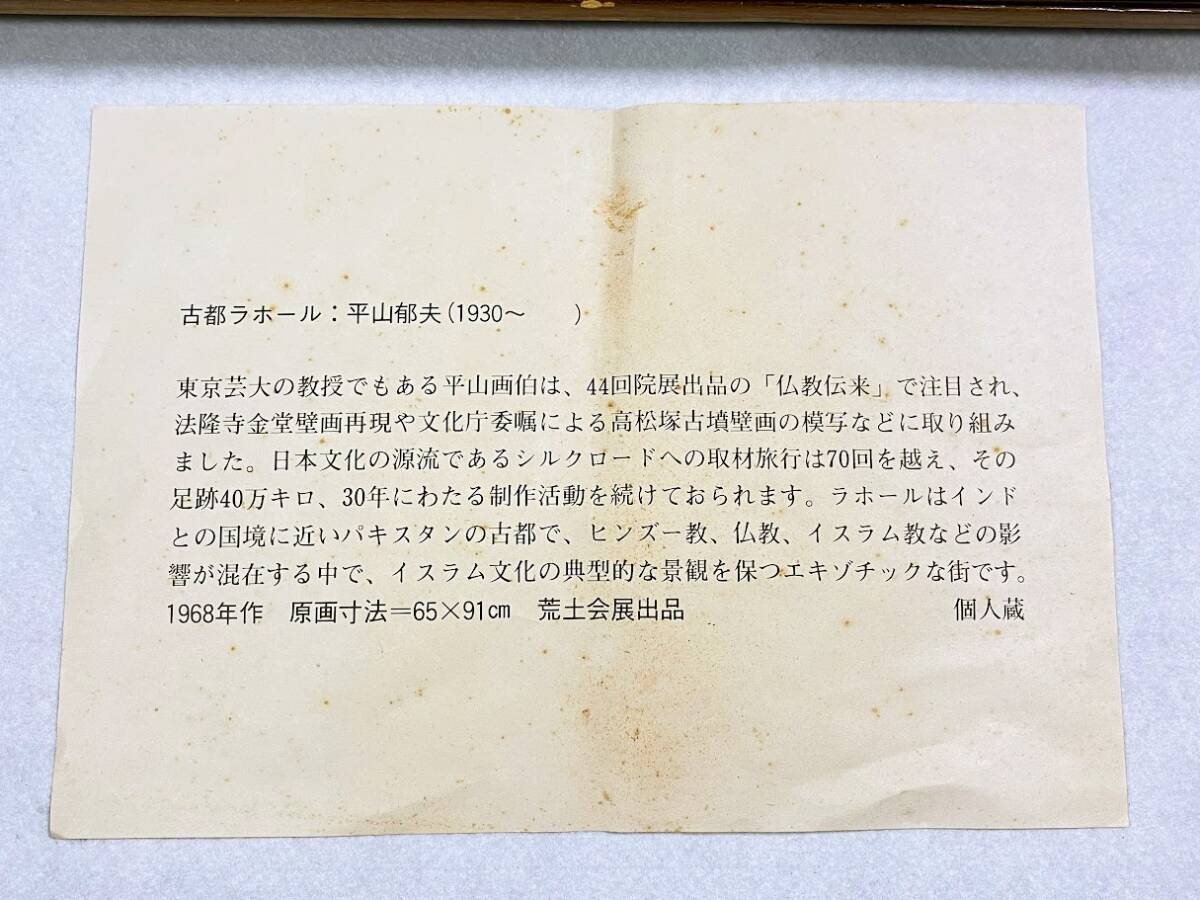 古都ラホール：平山郁夫(1930〜　　)
東京芸大の教授でもある平山画伯は、44回院展出品の「仏教伝来」で注目され、
法隆寺金堂壁画再現や文化庁委嘱による高松塚古墳壁画の模写などに取り組み
ました。日本文化の源流であるシルクロードへの取材旅行は70回を越え、その
足跡40万キロ、30年にわたる制作活動を続けておられます。ラホールはインド
との国境に近いパキスタンの古都で、ヒンズー教、仏教、イスラム教などの影
響が混在する中で、イスラム文化の典型的な景観を保つエキゾチックな街です。
1968年作　原画寸法＝65×91cm　荒土会展出品　個人蔵